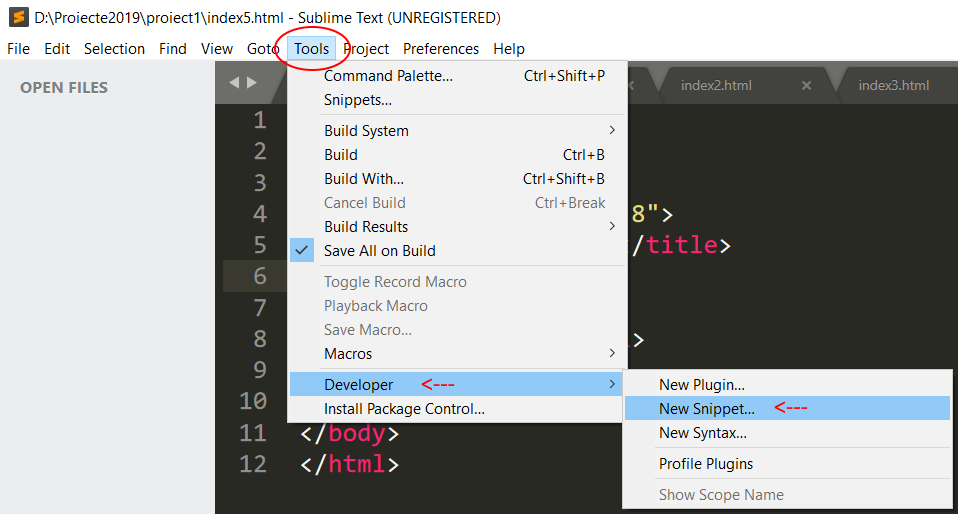 D:\Proiecte2019\proiect1\index5.html - Sublime Text (UNREGISTERED)
File Edit Selection Find View Goto Tools Project Preferences Help
OPEN FILES
index2.html index3.html
Command Palette... Ctrl+Shift+P
Snippets...
Build System
Build Ctrl+B
Build With... Ctrl+Shift+B
Cancel Build Ctrl+Break
Build Results
Save All on Build
Toggle Record Macro
Playback Macro
Save Macro...
Macros
Developer <---
Install Package Control...
New Plugin...
New Snippet... <---
New Syntax...
Profile Plugins
Show Scope Name
1
2
3
4 8">
5 /title>
6
7
8 >
9
10
11 </body>
12 </html>